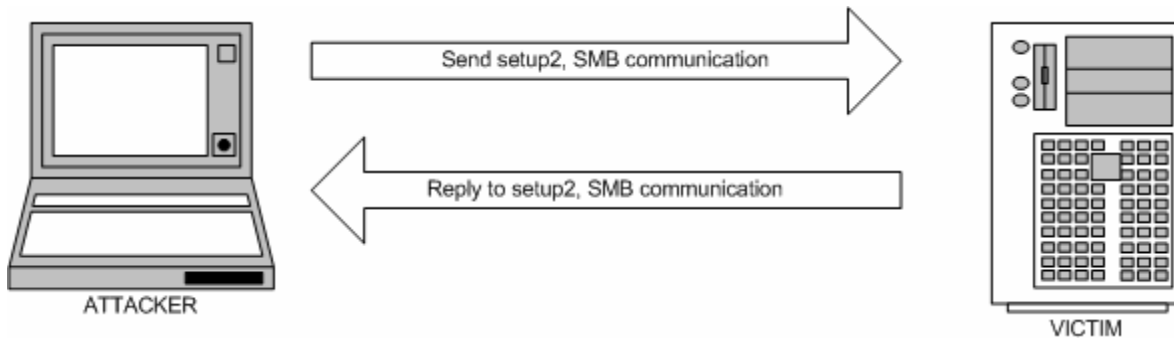 Send setup2, SMB communication
Reply to setup2, SMB communication
ATTACKER
VICTIM